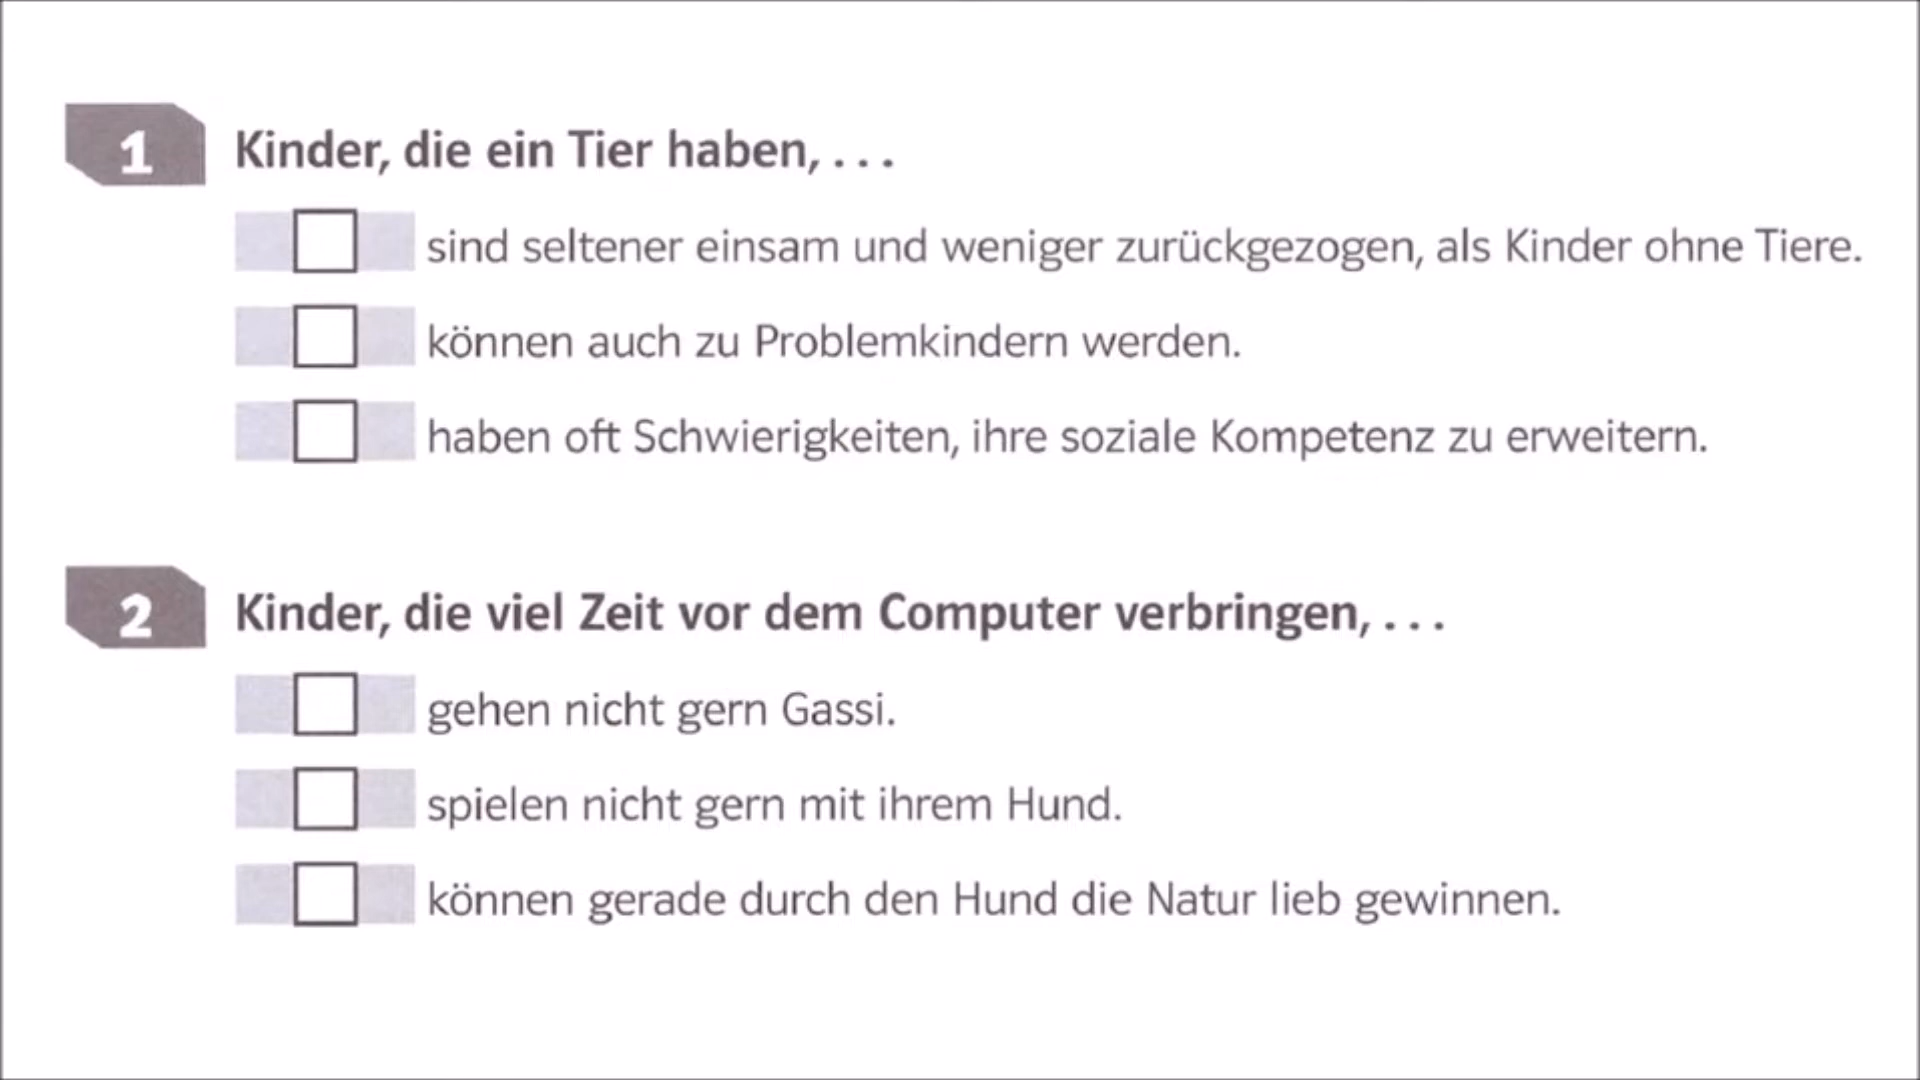 1 Kinder, die ein Tier haben, . . .
sind seltener einsam und weniger zurückgezogen, als Kinder ohne Tiere.
können auch zu Problemkindern werden.
haben oft Schwierigkeiten, ihre soziale Kompetenz zu erweitern.
2 Kinder, die viel Zeit vor dem Computer verbringen, . . .
gehen nicht gern Gassi.
spielen nicht gern mit ihrem Hund.
können gerade durch den Hund die Natur lieb gewinnen.